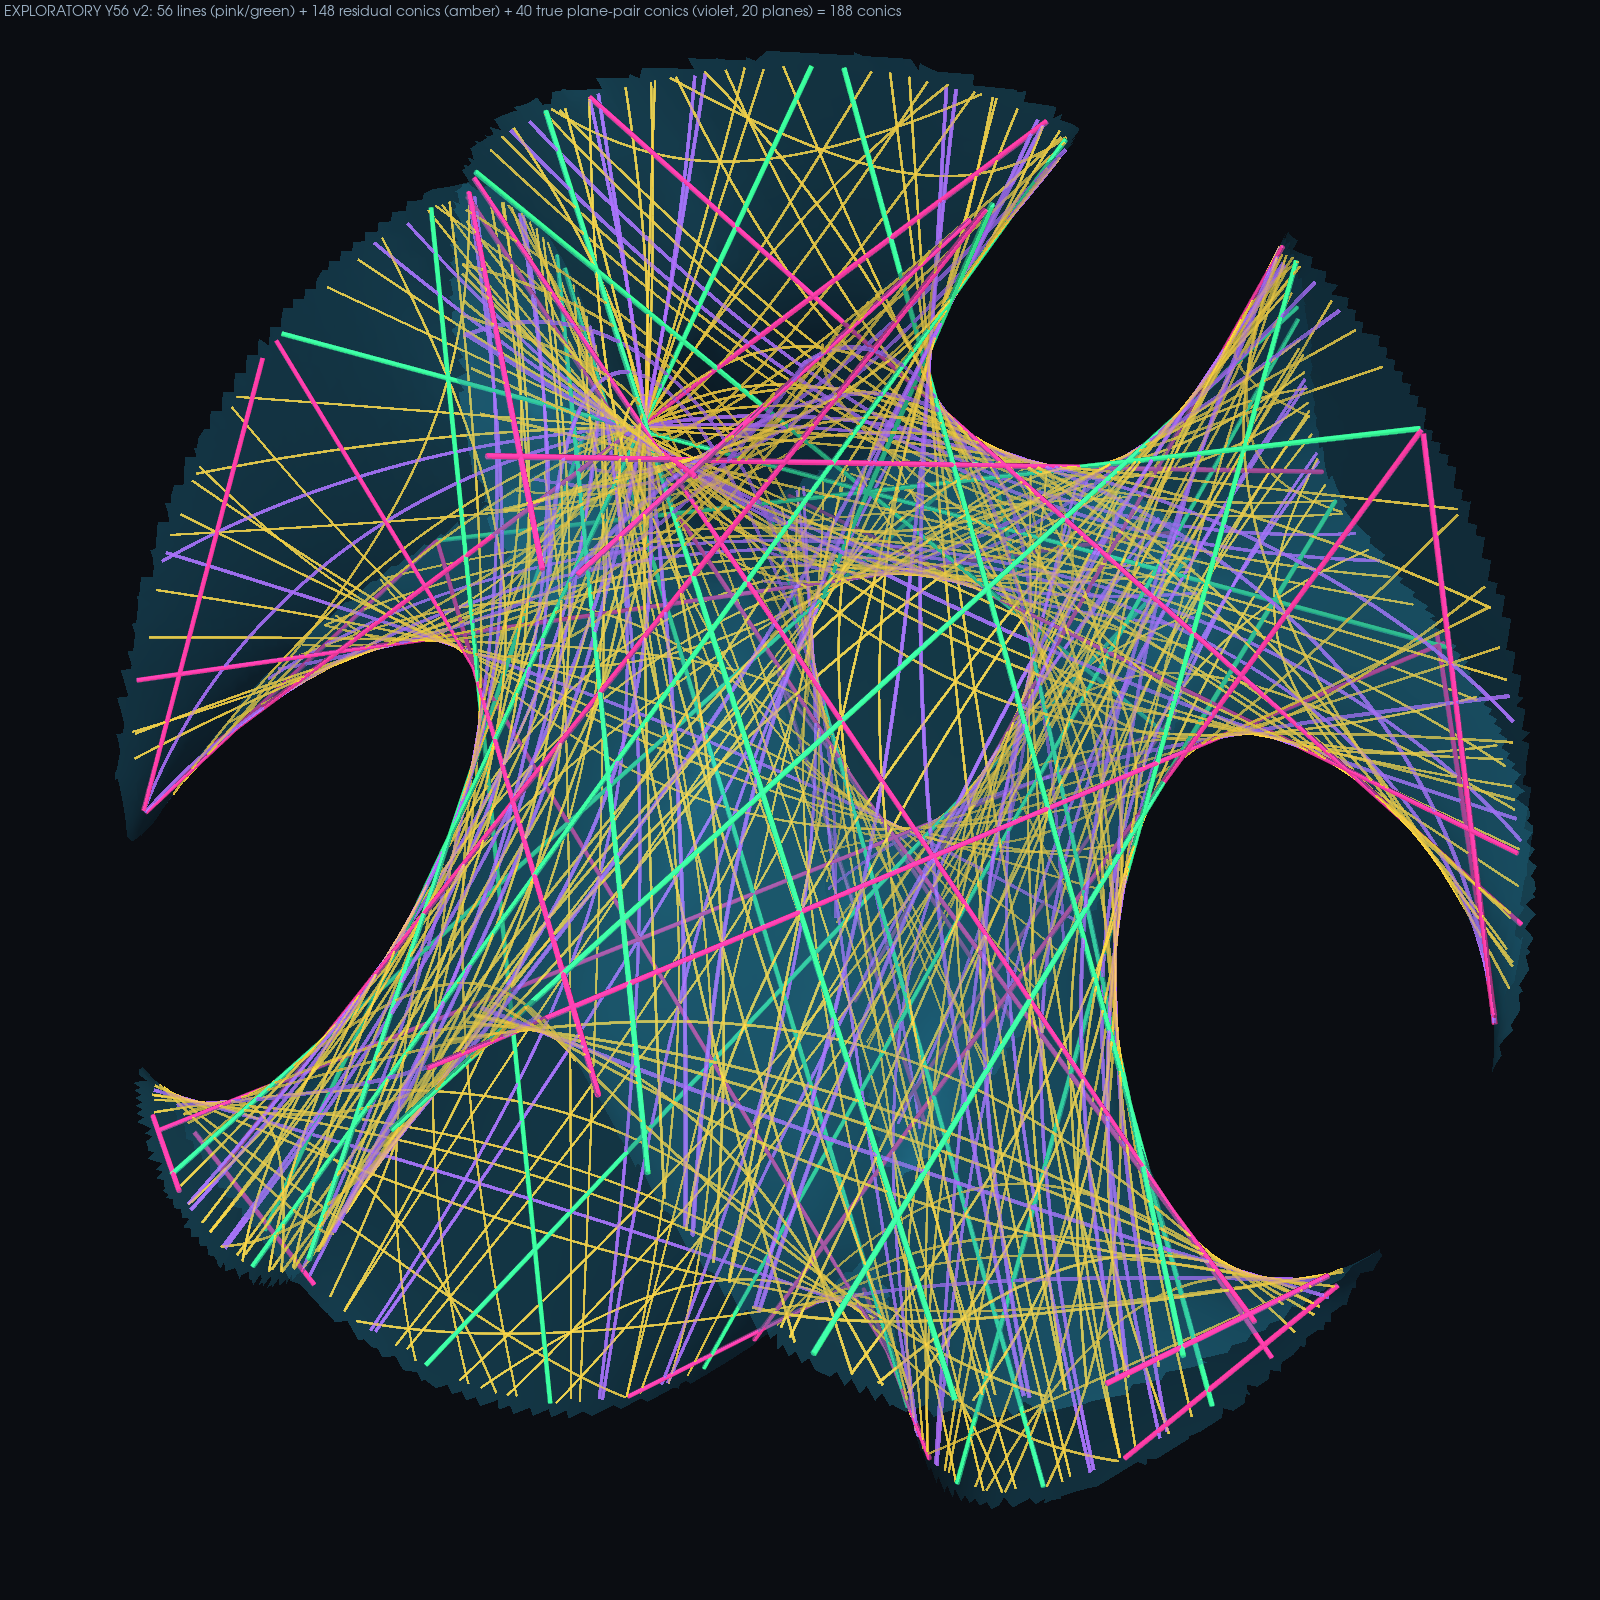 EXPLORATORY Y56 v2: 56 lines (pink/green) + 148 residual conics (amber) + 40 true plane-pair conics (violet, 20 planes) = 188 conics